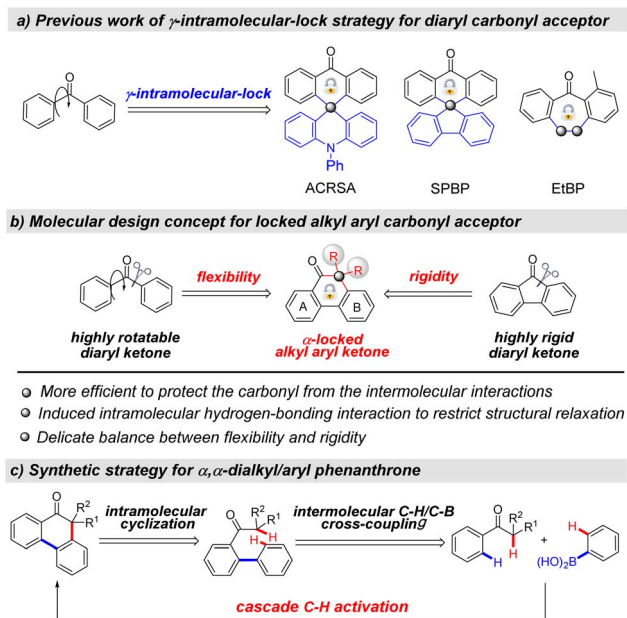 a) Previous work of γ-intramolecular-lock strategy for diaryl carbonyl acceptor
O
γ-intramolecular-lock
O
N
Ph
O
O
ACRSA
SPBP
EtBP
b) Molecular design concept for locked alkyl aryl carbonyl acceptor
O
flexibility
O
R
R
A
B
rigidity
O
highly rotatable
diaryl ketone
α-locked
alkyl aryl ketone
highly rigid
diaryl ketone
More efficient to protect the carbonyl from the intermolecular interactions
Induced intramolecular hydrogen-bonding interaction to restrict structural relaxation
Delicate balance between flexibility and rigidity
c) Synthetic strategy for α,α-dialkyl/aryl phenanthrone
O
R2
R1
intramolecular
cyclization
O
R2
R1
H
H
intermolecular C-H/C-B
cross-coupling
O
R2
R1
H
H
+
H
(HO)2B
cascade C-H activation